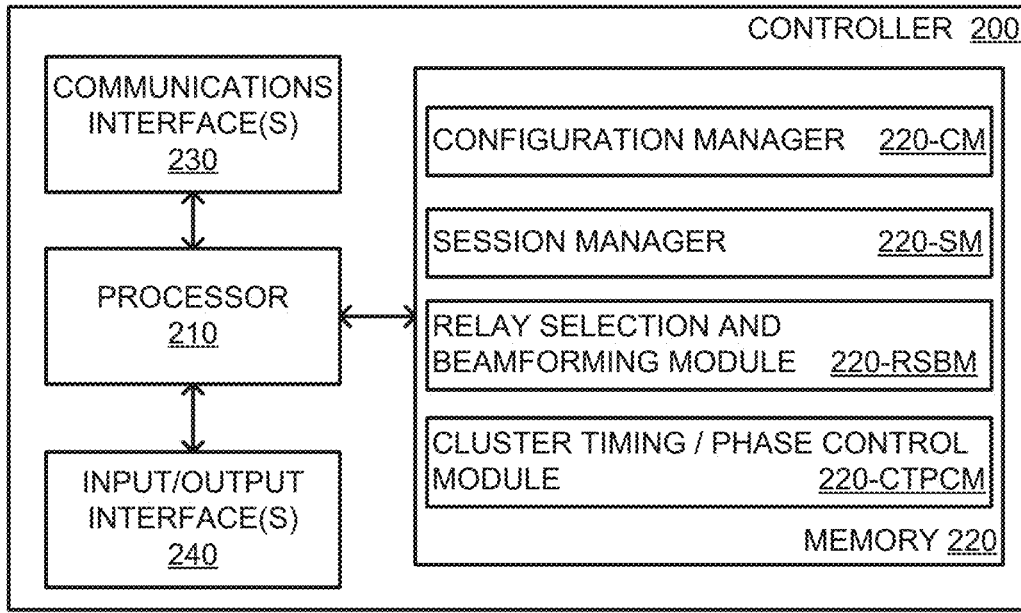 CONTROLLER 200
COMMUNICATIONS
INTERFACE(S)
230
PROCESSOR
210
INPUT/OUTPUT
INTERFACE(S)
240
CONFIGURATION MANAGER 220-CM
SESSION MANAGER 220-SM
RELAY SELECTION AND
BEAMFORMING MODULE 220-RSBM
CLUSTER TIMING / PHASE CONTROL
MODULE 220-CTPCM
MEMORY 220